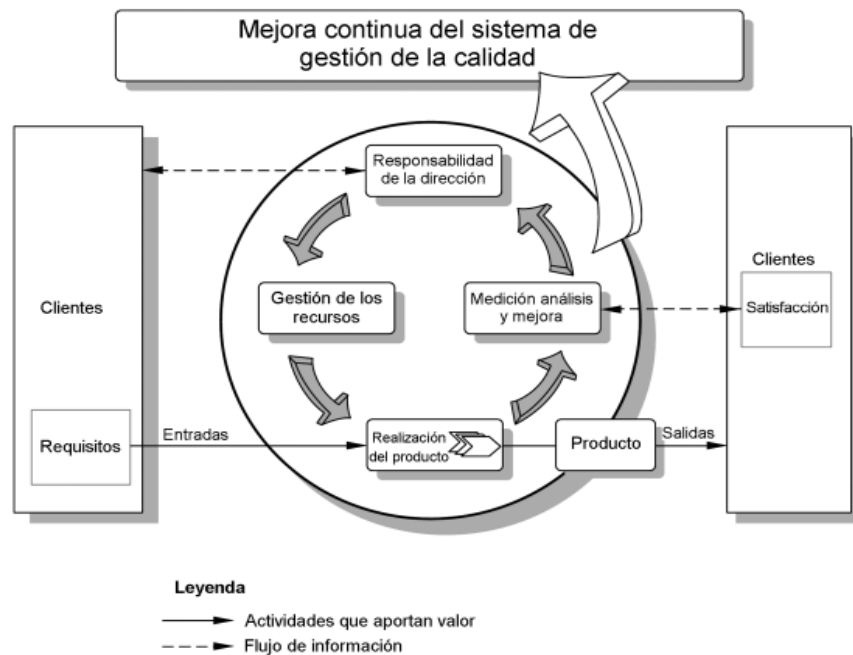 Mejora continua del sistema de
gestión de la calidad
Responsabilidad
de la dirección
Clientes
Clientes
Gestión de los
recursos
Medición análisis
y mejora
Satisfacción
Requisitos
Entradas
Realización
del producto
Producto
Salidas
Leyenda
Actividades que aportan valor
Flujo de información